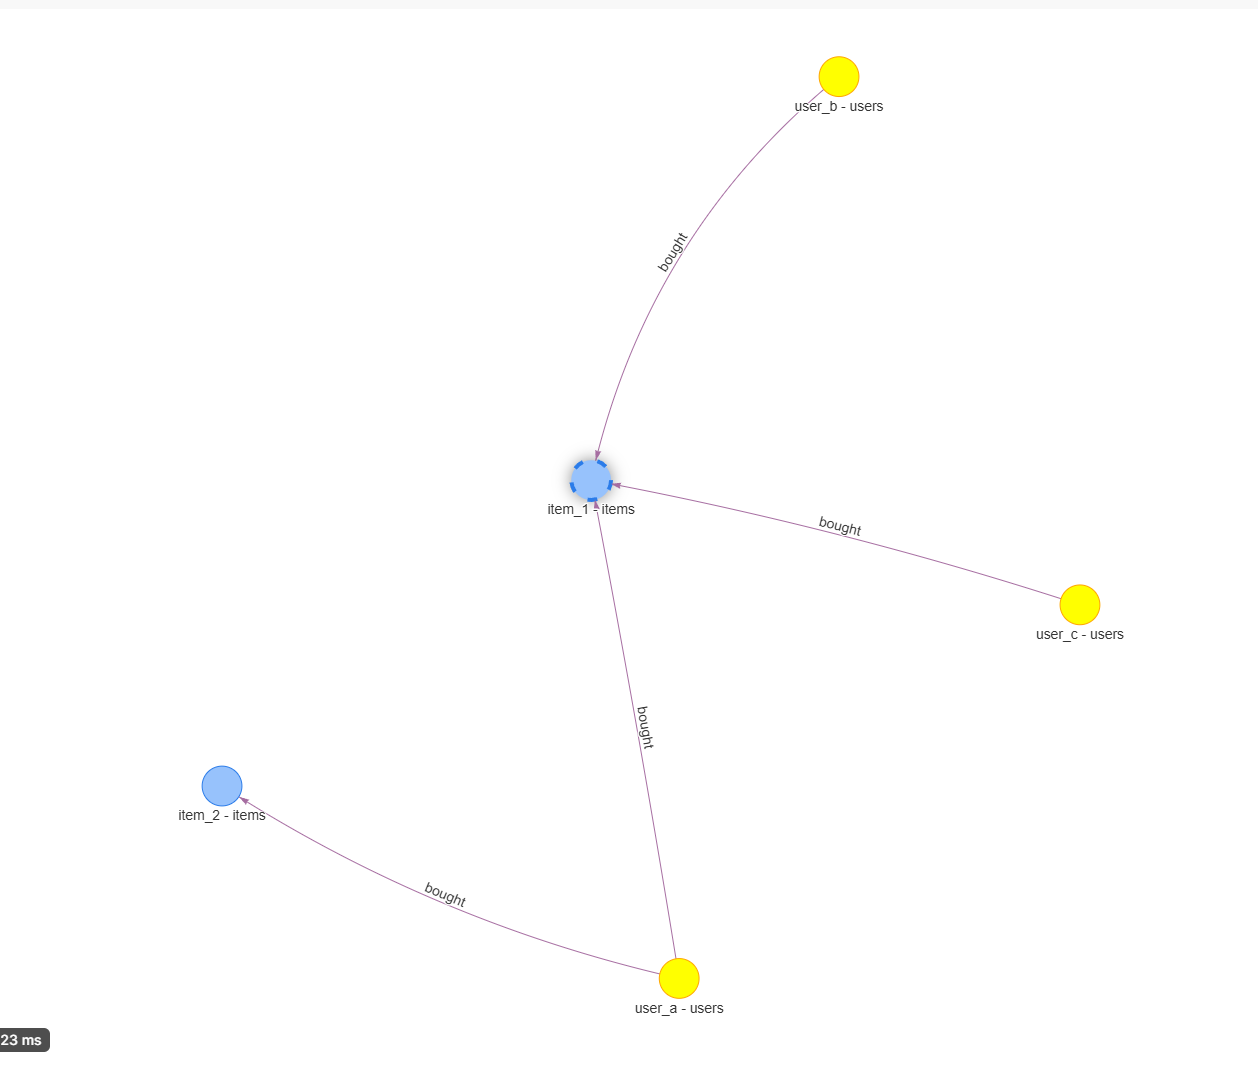 user_b - users
bought
item_1 - items
bought
user_c - users
bought
item_2 - items
bought
user_a - users
23 ms